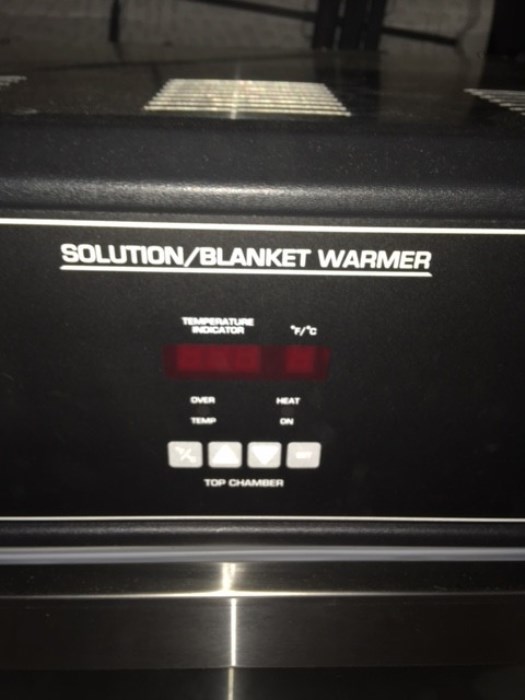 SOLUTION/BLANKET WARMER
TEMPERATURE
INDICATOR
°F/°C
OVER
TEMP
HEAT
ON
TOP CHAMBER